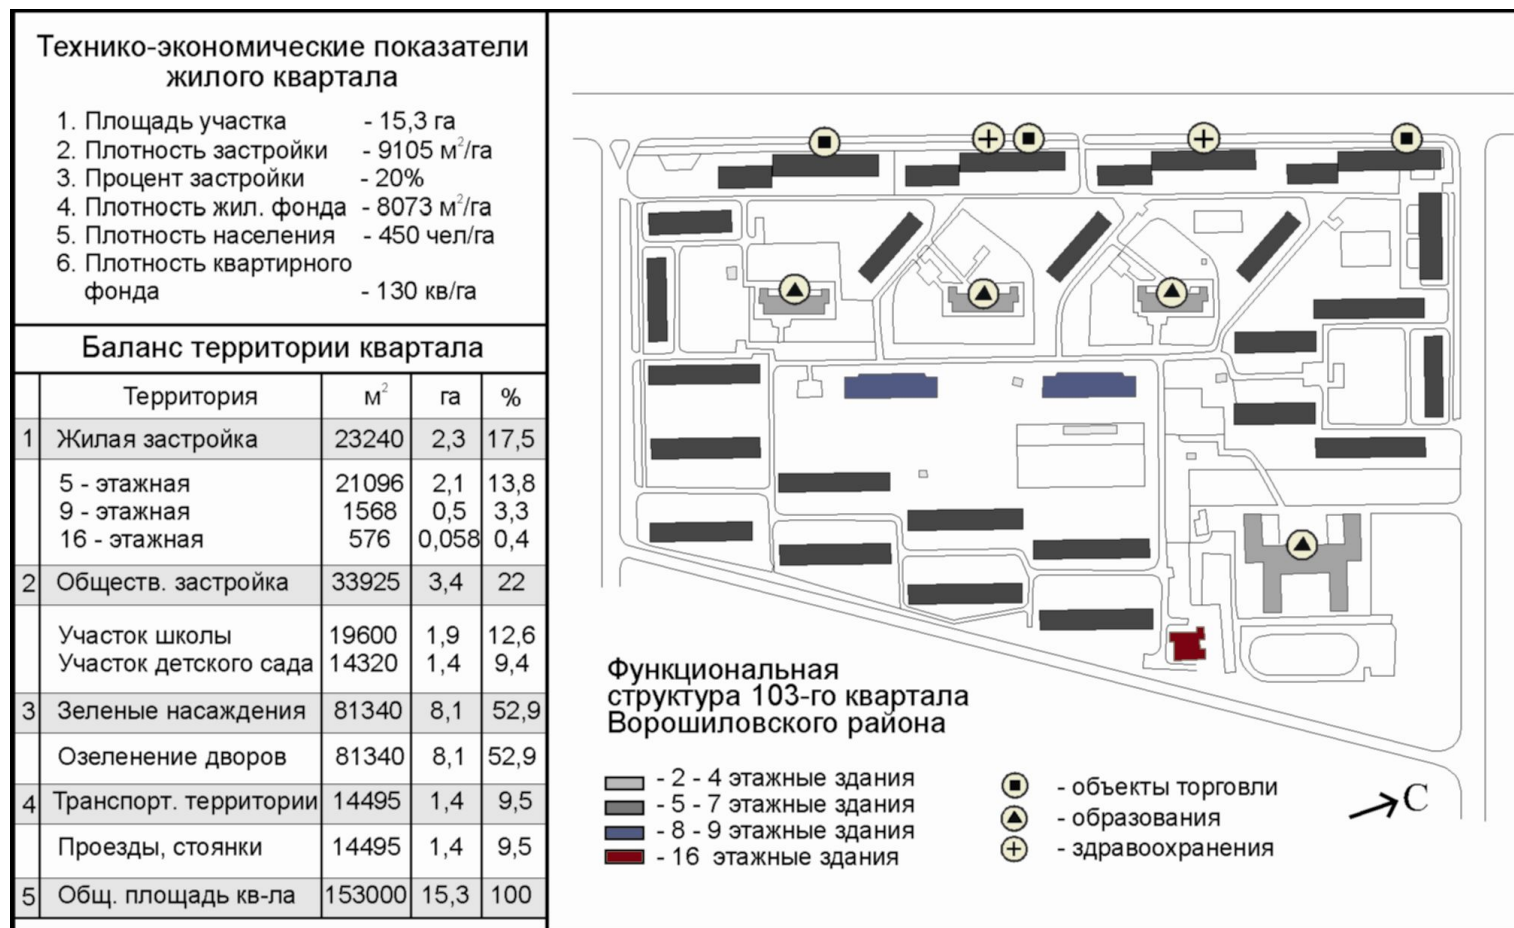 Технико-экономические показатели
жилого квартала
1. Площадь участка - 15,3 га
2. Плотность застройки - 9105 м²/га
3. Процент застройки - 20%
4. Плотность жил. фонда - 8073 м²/га
5. Плотность населения - 450 чел/га
6. Плотность квартирного
фонда - 130 кв/га
Баланс территории квартала
Территория м² га %
1 Жилая застройка 23240 2,3 17,5
5 - этажная 21096 2,1 13,8
9 - этажная 1568 0,5 3,3
16 - этажная 576 0,058 0,4
2 Обществ. застройка 33925 3,4 22
Участок школы 19600 1,9 12,6
Участок детского сада 14320 1,4 9,4
3 Зеленые насаждения 81340 8,1 52,9
Озеленение дворов 81340 8,1 52,9
4 Транспорт. территории 14495 1,4 9,5
Проезды, стоянки 14495 1,4 9,5
5 Общ. площадь кв-ла 153000 15,3 100
Функциональная
структура 103-го квартала
Ворошиловского района
- 2 - 4 этажные здания
- 5 - 7 этажные здания
- 8 - 9 этажные здания
- 16 этажные здания
- объекты торговли
- образования
- здравоохранения
С